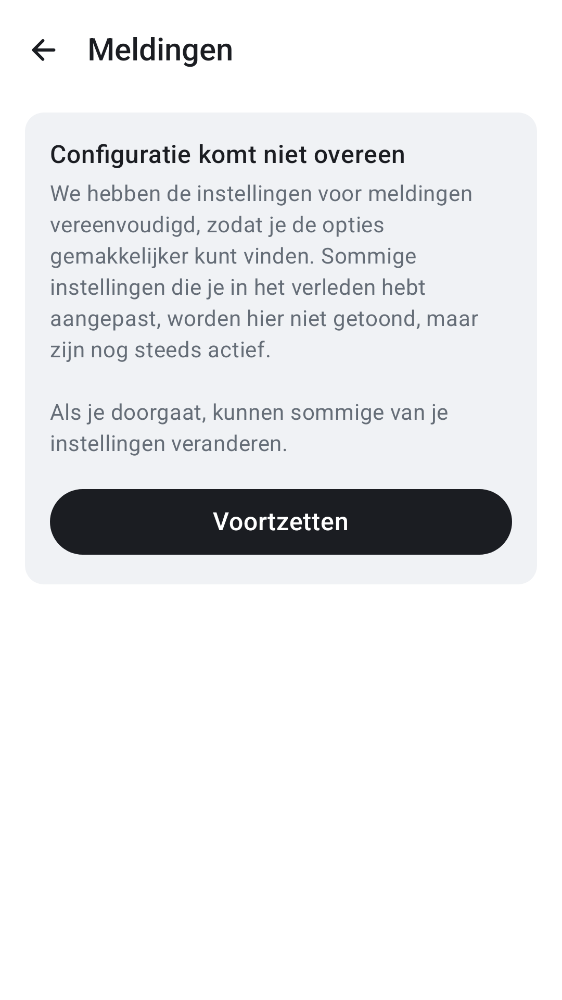 Meldingen
Configuratie komt niet overeen
We hebben de instellingen voor meldingen
vereenvoudigd, zodat je de opties
gemakkelijker kunt vinden. Sommige
instellingen die je in het verleden hebt
aangepast, worden hier niet getoond, maar
zijn nog steeds actief.
Als je doorgaat, kunnen sommige van je
instellingen veranderen.
Voortzetten